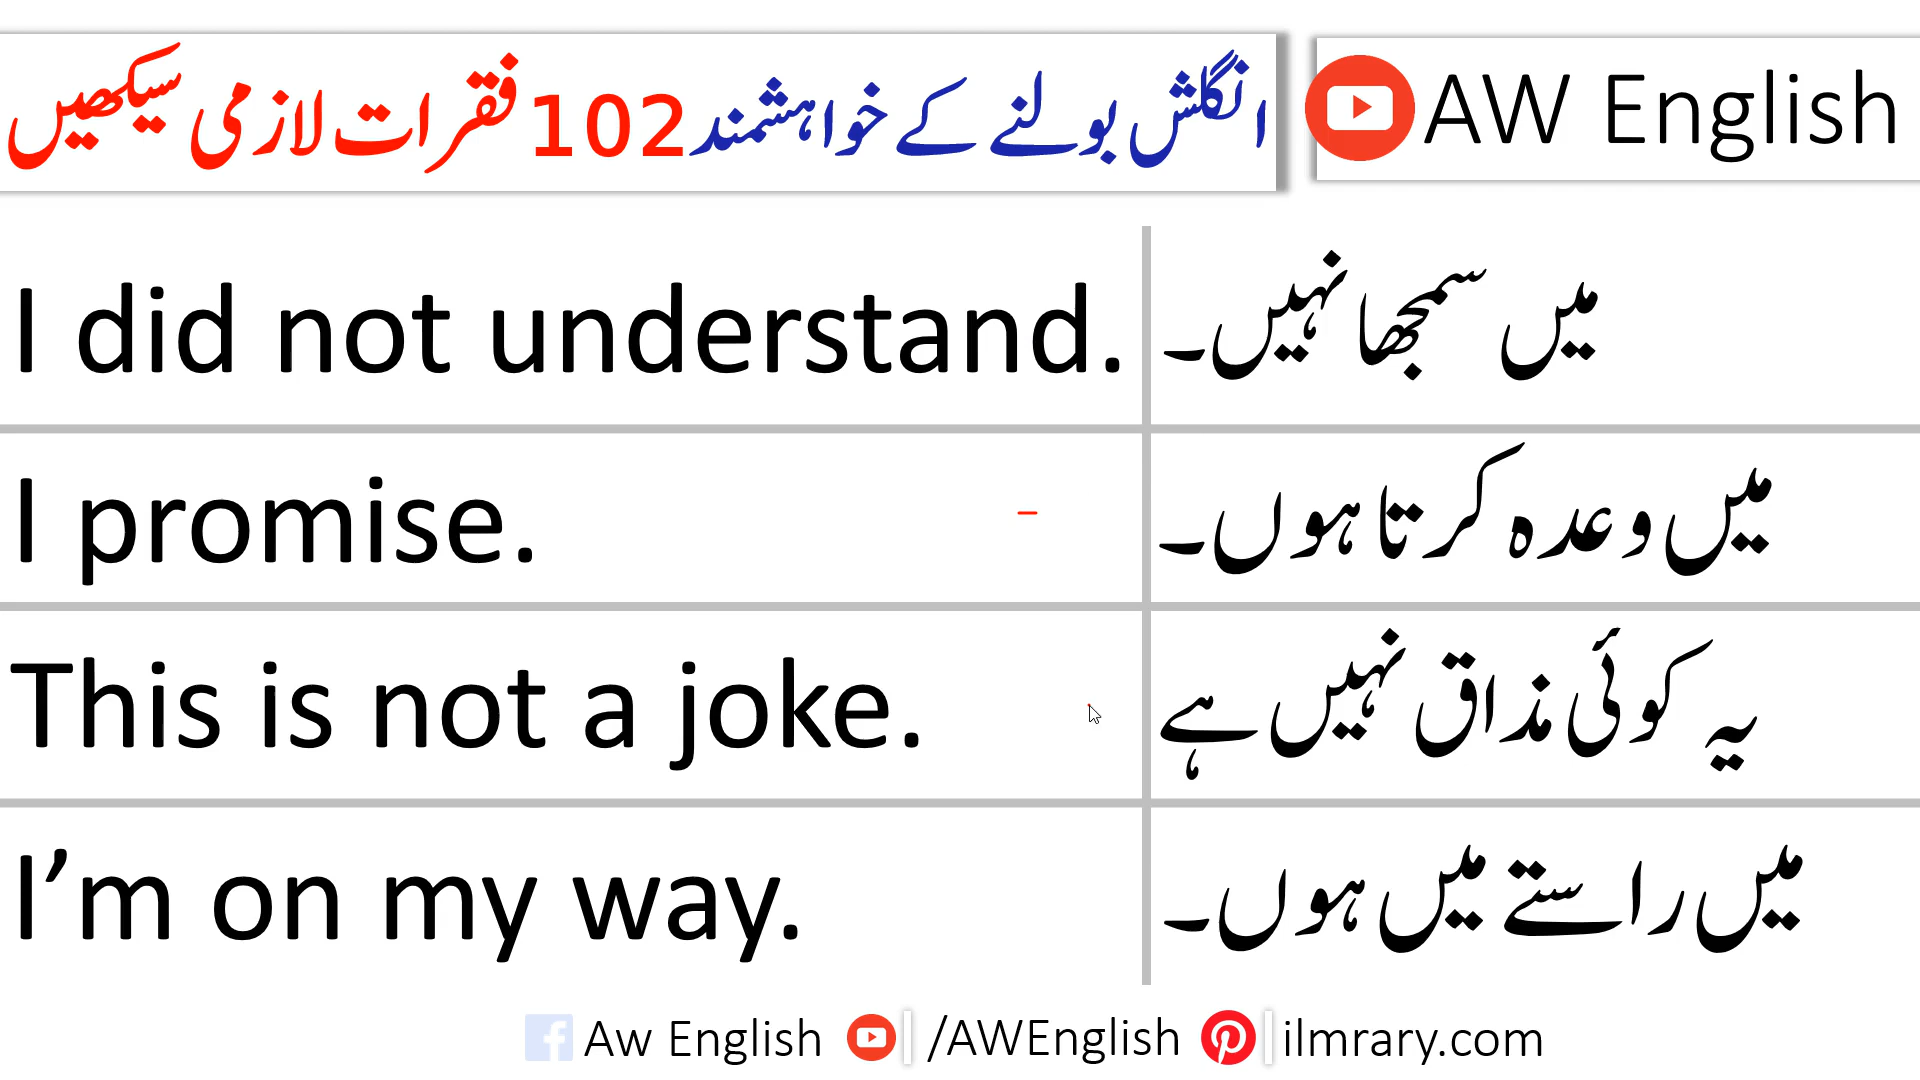 انگلش بولنے کے خواہشمند 102 فقرات لازمی سیکھیں
AW English
I did not understand. میں سمجھا نہیں۔
I promise. میں وعدہ کرتا ہوں۔
This is not a joke. یہ کوئی مذاق نہیں ہے
I’m on my way. میں راستے میں ہوں۔
Aw English /AWEnglish ilmrary.com